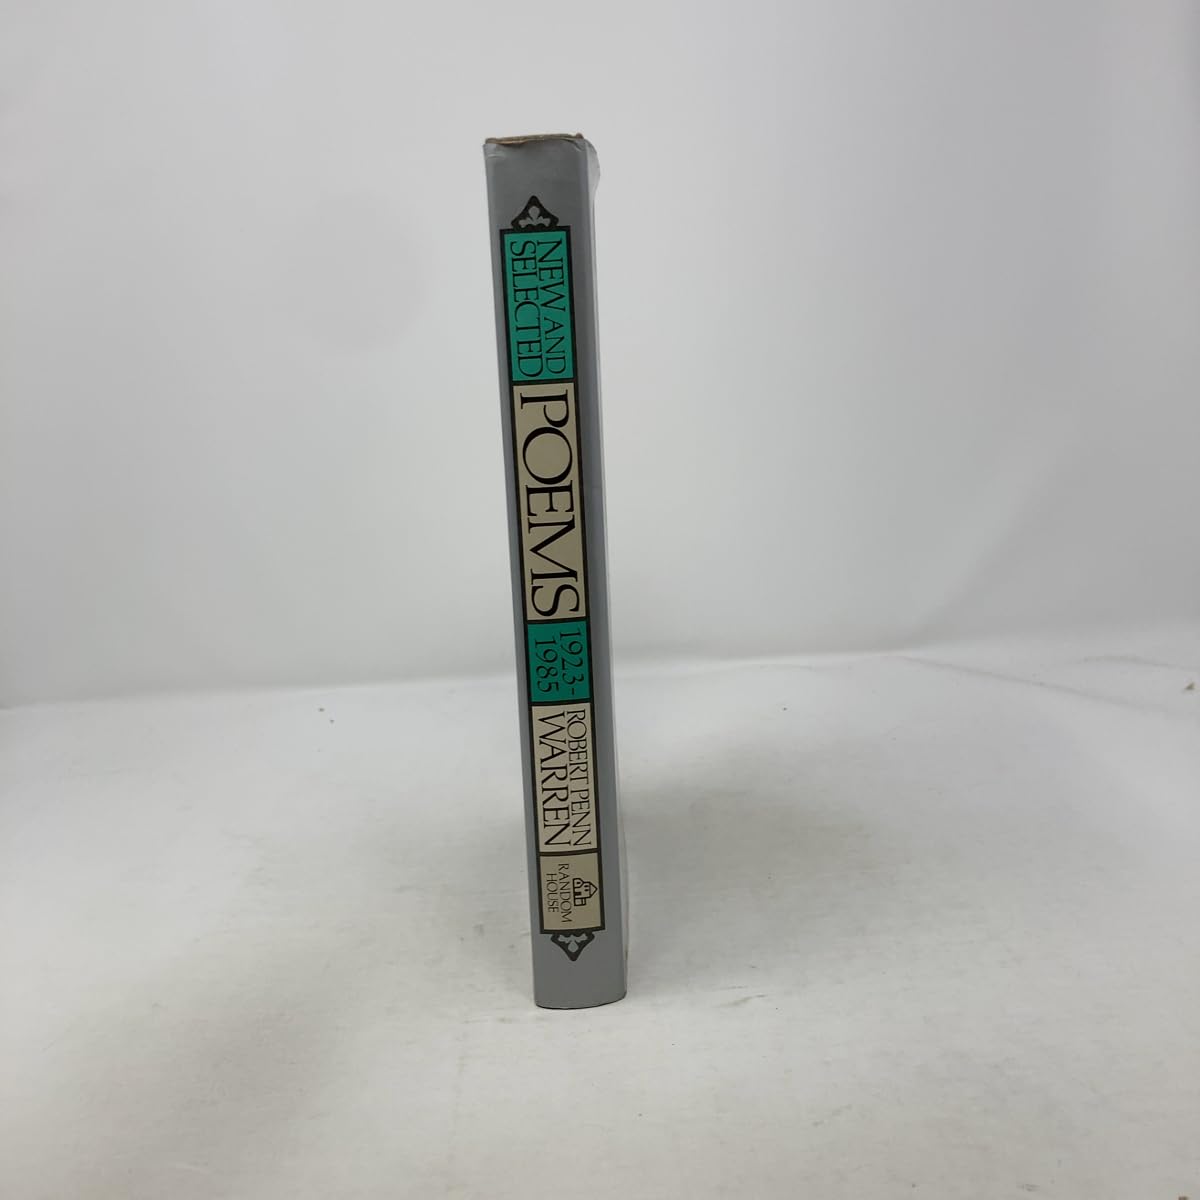 NEW AND
SELECTED
POEMS
1923-
1985
ROBERT PENN
WARREN
RANDOM
HOUSE